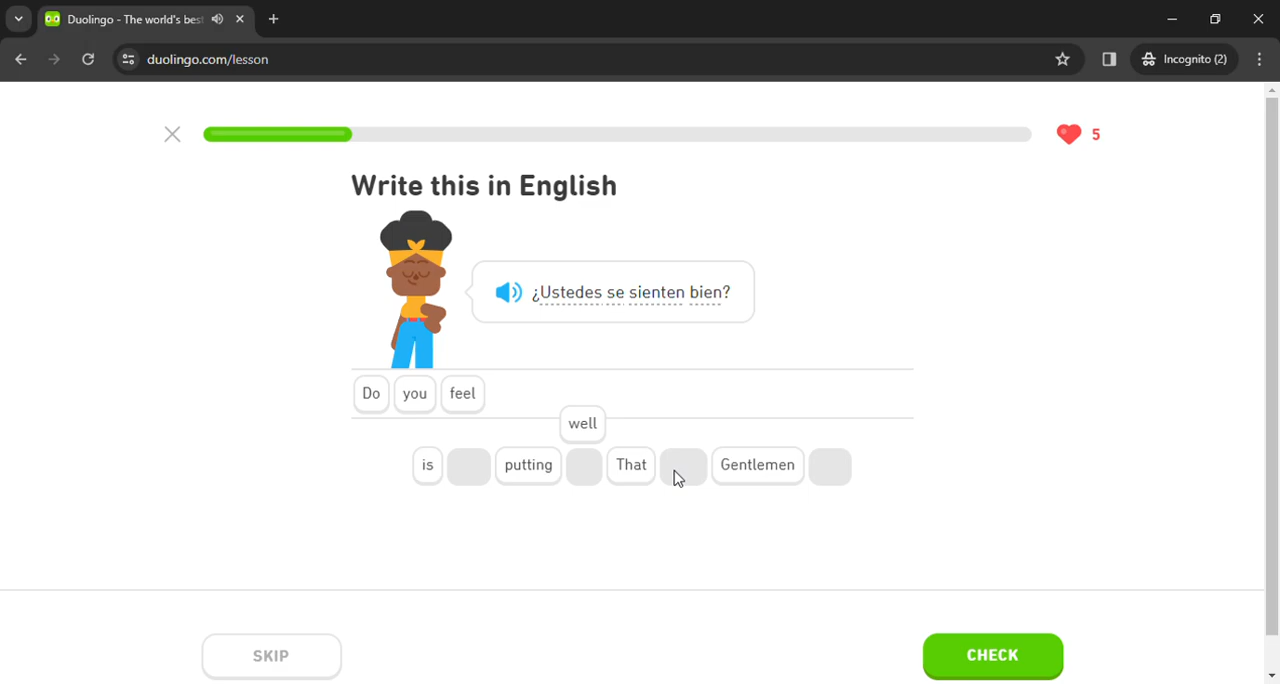 Duolingo - The world's best
duolingo.com/lesson
Incognito (2)
5
Write this in English
¿Ustedes se sienten bien?
Do you feel
well
is putting That Gentlemen
SKIP
CHECK